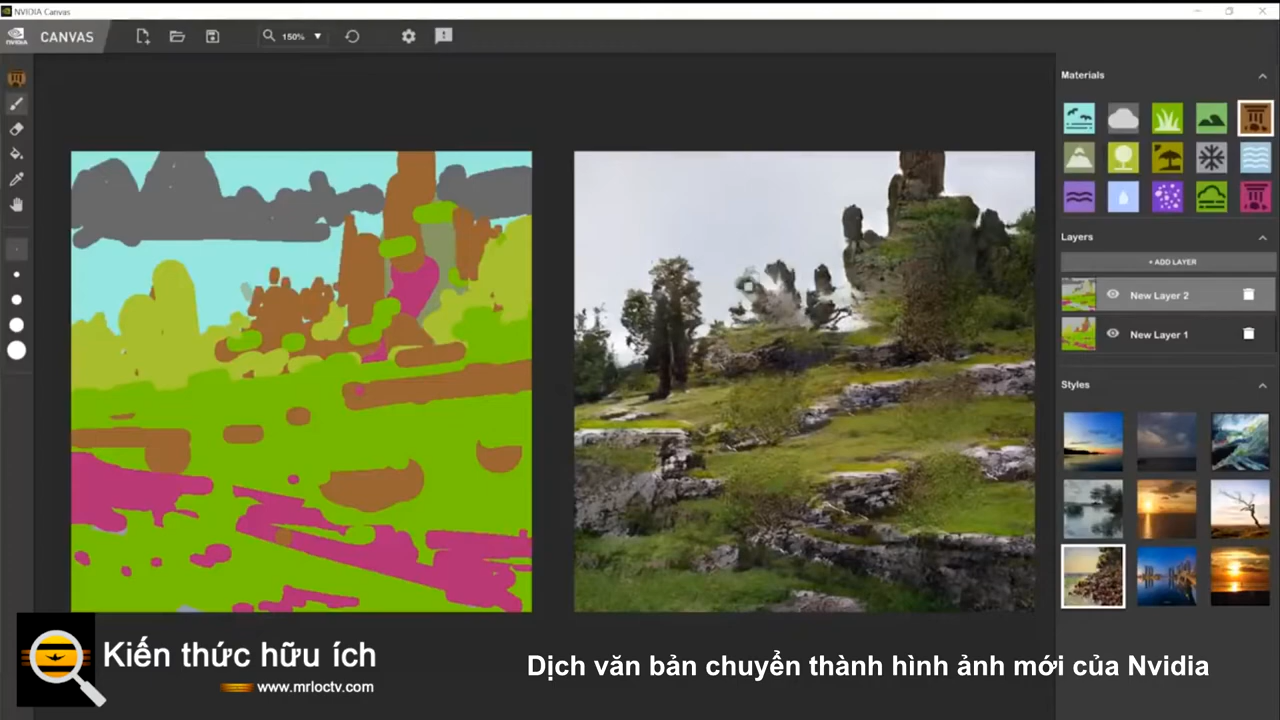 NVIDIA Canvas
NVIDIA
CANVAS
150%
Materials
Layers
+ ADD LAYER
New Layer 2
New Layer 1
Styles
Kiến thức hữu ích
www.mrloctv.com
Dịch văn bản chuyển thành hình ảnh mới của Nvidia